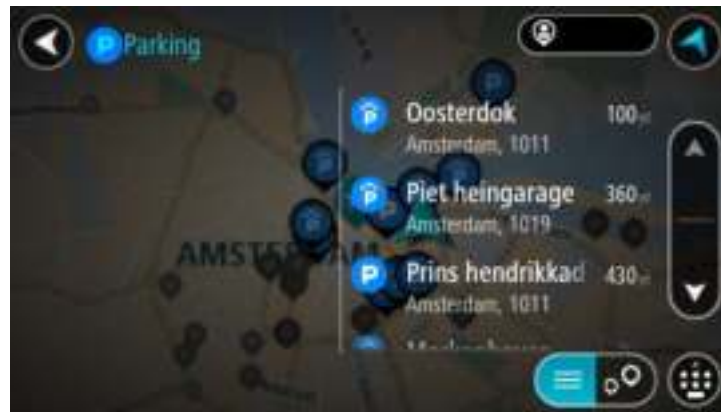 Parking
Oosterdok 100
Amsterdam, 1011
Piet heingarage 360
Amsterdam, 1019
AMSTERDAM
Prins hendrikkad 430
Amsterdam, 1011